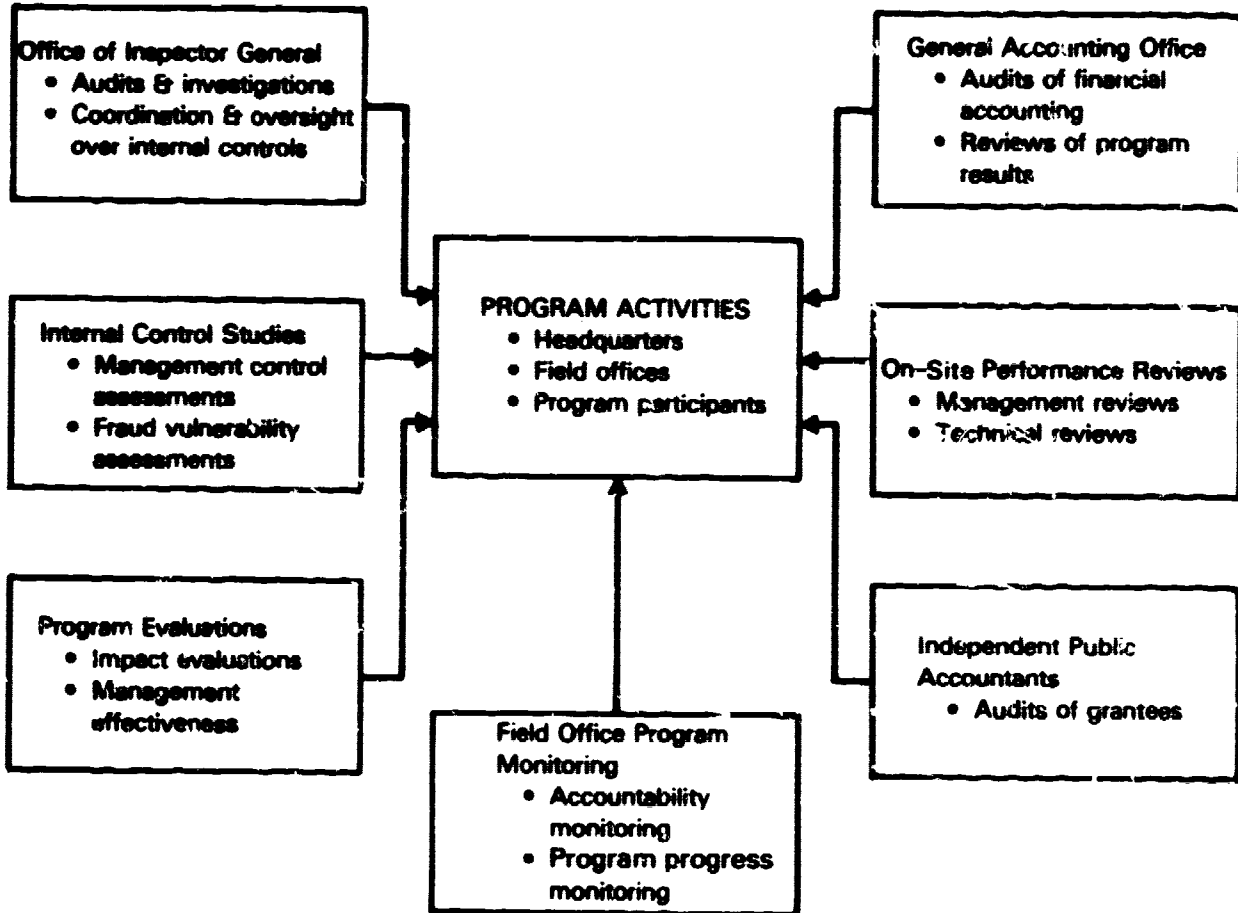 Office of Inspector General
• Audits & investigations
• Coordination & oversight
over internal controls
General Accounting Office
• Audits of financial
accounting
• Reviews of program
results
PROGRAM ACTIVITIES
• Headquarters
• Field offices
• Program participants
Internal Control Studies
• Management control
assessments
• Fraud vulnerability
assessments
On-Site Performance Reviews
• Management reviews
• Technical reviews
Program Evaluations
• Impact evaluations
• Management
effectiveness
Field Office Program
Monitoring
• Accountability
monitoring
• Program progress
monitoring
Independent Public
Accountants
• Audits of grantees